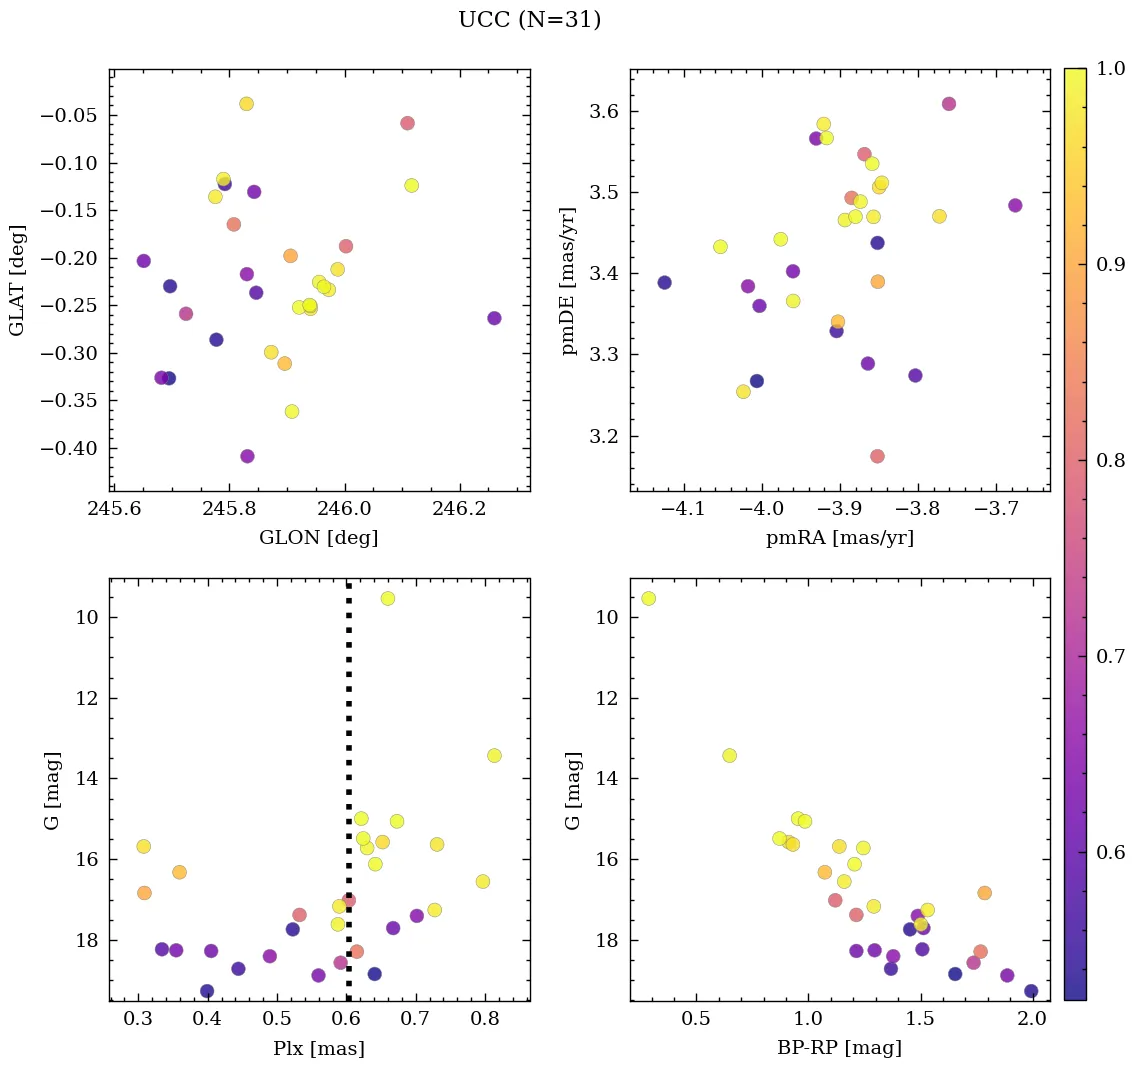 UCC (N=31)
−0.05
−0.10
−0.15
−0.20
−0.25
−0.30
−0.35
−0.40
GLAT [deg]
245.6 245.8 246.0 246.2
GLON [deg]
3.6
3.5
3.4
3.3
3.2
pmDE [mas/yr]
−4.1 −4.0 −3.9 −3.8 −3.7
pmRA [mas/yr]
10
12
14
16
18
G [mag]
0.3 0.4 0.5 0.6 0.7 0.8
Plx [mas]
10
12
14
16
18
G [mag]
0.5 1.0 1.5 2.0
BP-RP [mag]
1.0
0.9
0.8
0.7
0.6